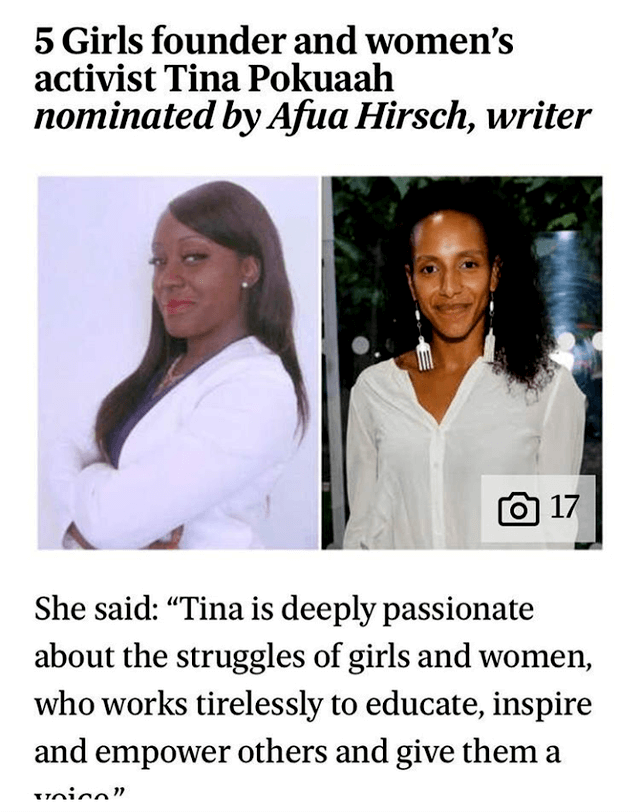 5 Girls founder and women’s
activist Tina Pokuaah
nominated by Afua Hirsch, writer
17
She said: “Tina is deeply passionate
about the struggles of girls and women,
who works tirelessly to educate, inspire
and empower others and give them a
voice”